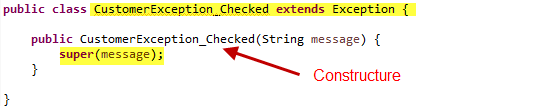 public class CustomerException_Checked extends Exception {
public CustomerException_Checked(String message) {
super(message);
}
Constructure
}